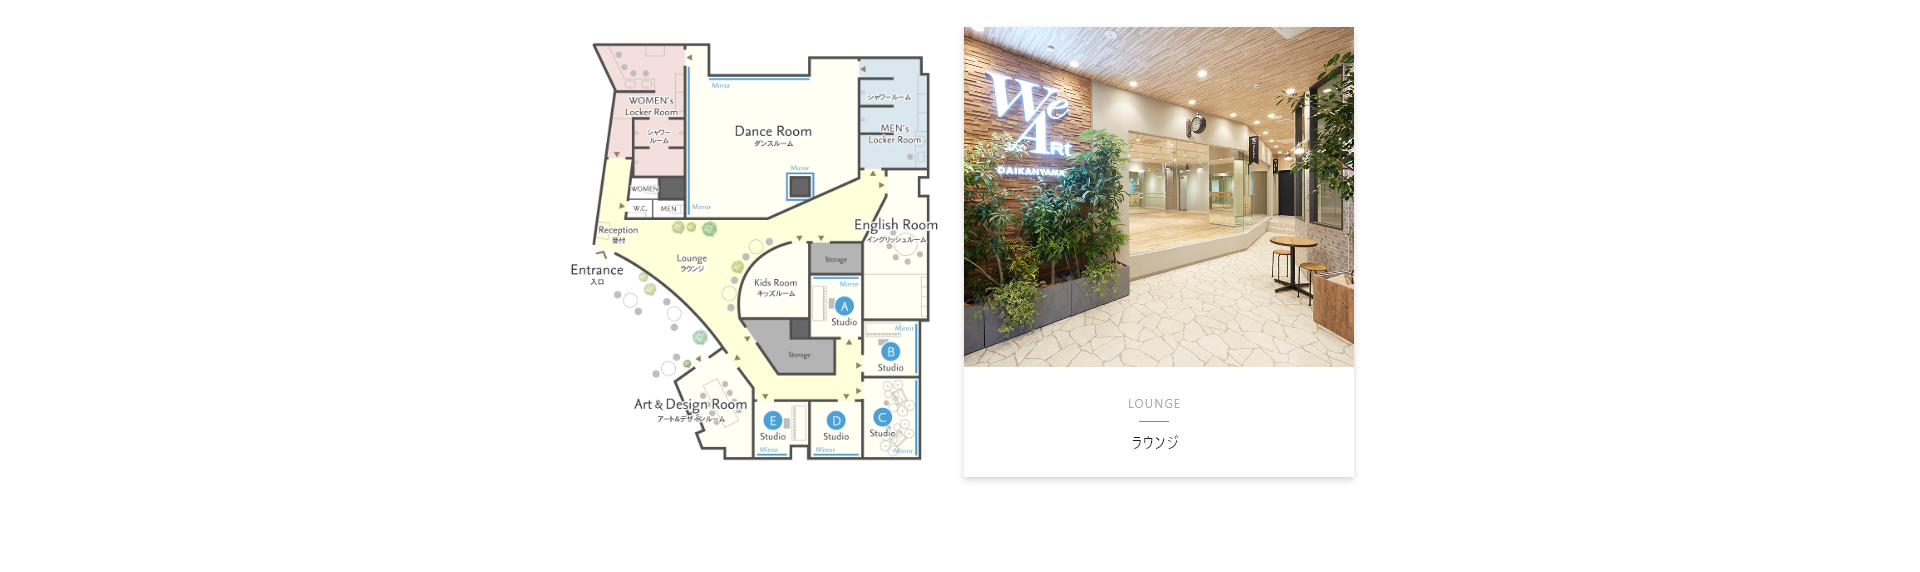 Mirror
WOMEN's
Locker Room
シャワー
ルーム
シャワールーム
MEN's
Locker Room
Dance Room
ダンスルーム
Mirror
Mirror
WOMEN
W.C.
MEN
Reception
受付
Entrance
入口
Lounge
ラウンジ
English Room
イングリッシュルーム
Storage
Kids Room
キッズルーム
Mirror
A
Studio
Mirror
B
Studio
Storage
Art & Design Room
アート&デザインルーム
E
Studio
Mirror
D
Studio
Mirror
C
Studio
Mirror
We
ARt
DAIKANYAMA
LOUNGE
ラウンジ